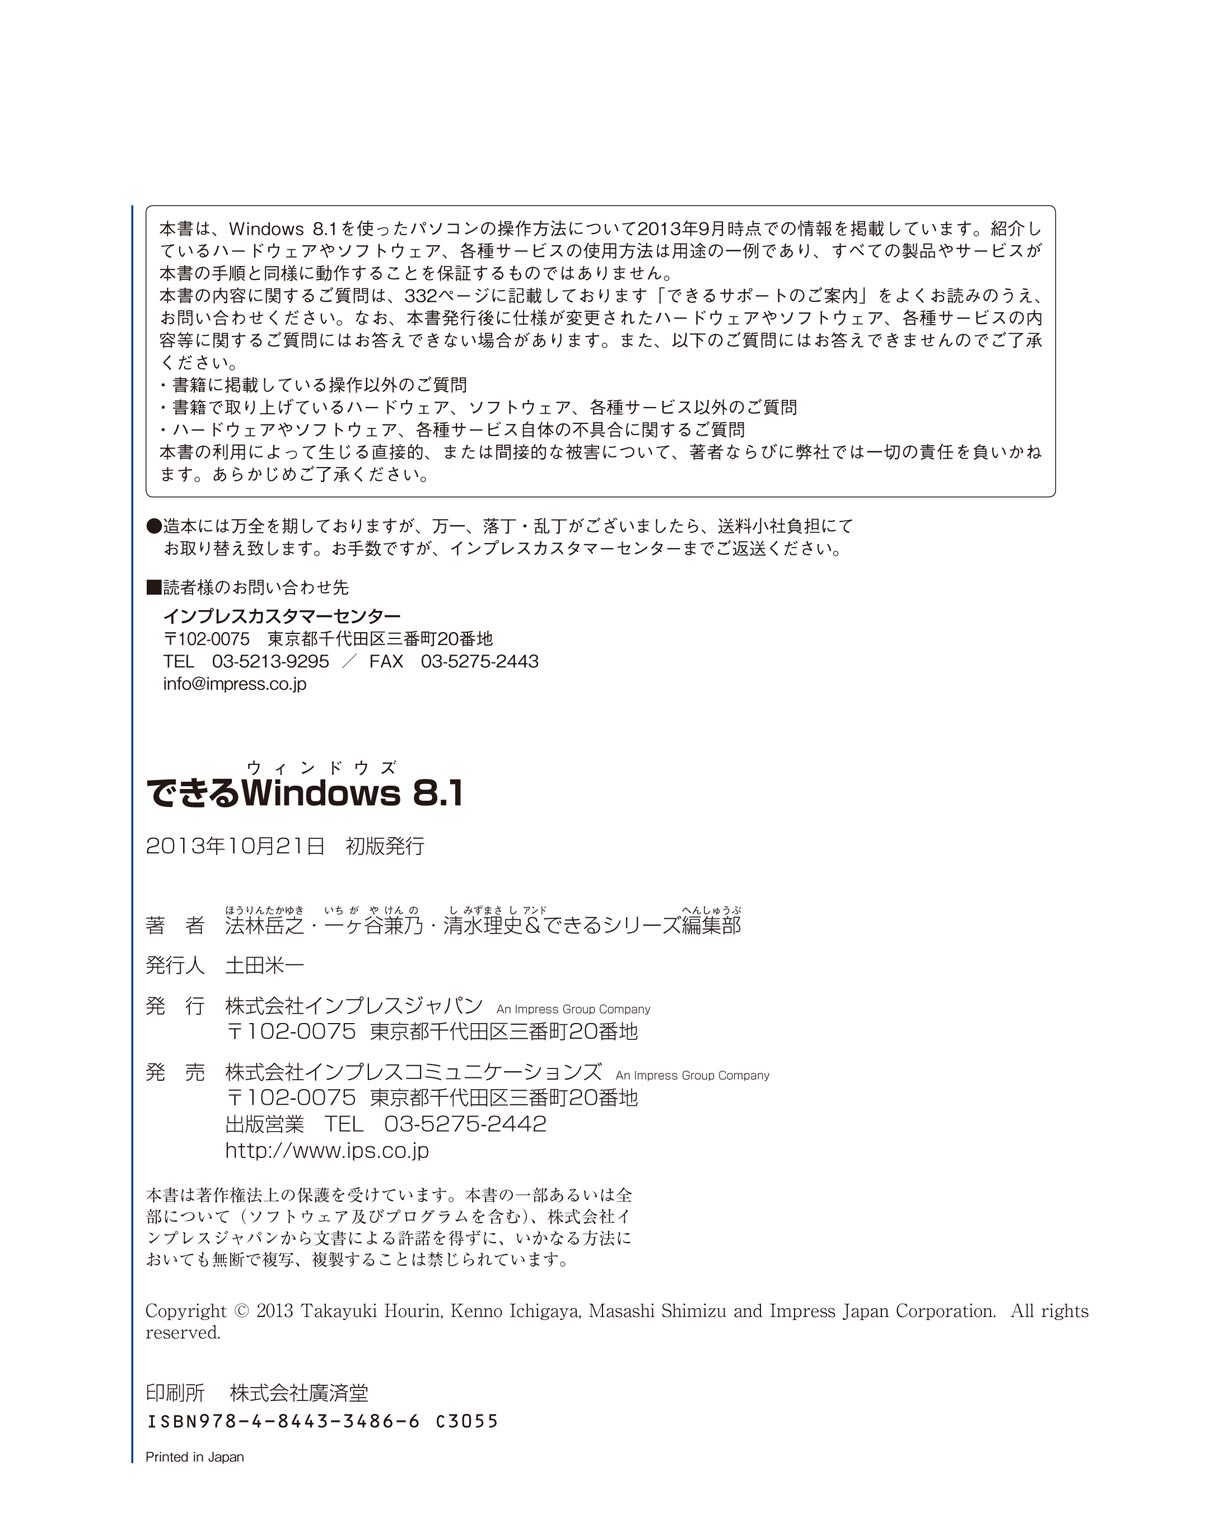 本書は、Windows 8.1を使ったパソコンの操作方法について2013年9月時点での情報を掲載しています。紹介し
ているハードウェアやソフトウェア、各種サービスの使用方法は用途の一例であり、すべての製品やサービスが
本書の手順と同様に動作することを保証するものではありません。
本書の内容に関するご質問は、332ページに記載しております「できるサポートのご案内」をよくお読みのうえ、
お問い合わせください。なお、本書発行後に仕様が変更されたハードウェアやソフトウェア、各種サービスの内
容等に関するご質問にはお答えできない場合があります。また、以下のご質問にはお答えできませんのでご了承
ください。
・書籍に掲載している操作以外のご質問
・書籍で取り上げているハードウェア、ソフトウェア、各種サービス以外のご質問
・ハードウェアやソフトウェア、各種サービス自体の不具合に関するご質問
本書の利用によって生じる直接的、または間接的な被害について、著者ならびに弊社では一切の責任を負いかね
ます。あらかじめご了承ください。
●造本には万全を期しておりますが、万一、落丁・乱丁がございましたら、送料小社負担にて
お取り替え致します。お手数ですが、インプレスカスタマーセンターまでご返送ください。
■読者様のお問い合わせ先
インプレスカスタマーセンター
〒102-0075　東京都千代田区三番町20番地
TEL　03-5213-9295　／　FAX　03-5275-2443
info@impress.co.jp
ウィンドウズ
できるWindows 8.1
2013年10月21日　初版発行
ほうりんたかゆき　いちがやけんの　しみずまさし　アンド　へんしゅうぶ
著　者　法林岳之・一ヶ谷兼乃・清水理史&できるシリーズ編集部
発行人　土田米一
発　行　株式会社インプレスジャパン　An Impress Group Company
〒102-0075　東京都千代田区三番町20番地
発　売　株式会社インプレスコミュニケーションズ　An Impress Group Company
〒102-0075　東京都千代田区三番町20番地
出版営業　TEL　03-5275-2442
http://www.ips.co.jp
本書は著作権法上の保護を受けています。本書の一部あるいは全
部について（ソフトウェア及びプログラムを含む）、株式会社イ
ンプレスジャパンから文書による許諾を得ずに、いかなる方法に
おいても無断で複写、複製することは禁じられています。
Copyright © 2013 Takayuki Hourin, Kenno Ichigaya, Masashi Shimizu and Impress Japan Corporation. All rights
reserved.
印刷所　株式会社廣済堂
ISBN978-4-8443-3486-6 C3055
Printed in Japan